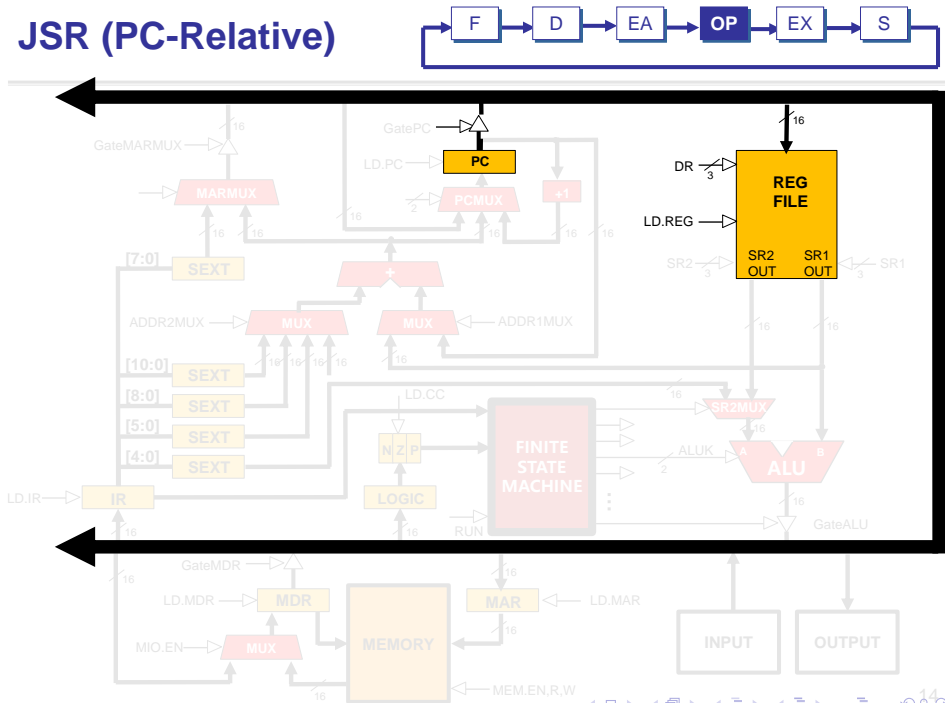 JSR (PC-Relative)
F D EA OP EX S
16 16
GatePC
GateMARMUX
LD.PC PC
DR 3 REG FILE
MARMUX
2 PCMUX +1
16
LD.REG
16 16 16 16 16
[7:0] SEXT
SR2 3 SR2 OUT SR1 OUT 3 SR1
+
ADDR2MUX MUX MUX ADDR1MUX
16 16
[10:0] SEXT 16 16 16 16 16
[8:0] SEXT LD.CC 16
SR2MUX
[5:0] SEXT 16
N Z P FINITE STATE MACHINE
ALUK 2 A B
[4:0] SEXT ALU
LD.IR IR LOGIC
16
16 16 RUN GateALU
GateMDR 16 16
LD.MDR MDR MAR LD.MAR
16
MIO.EN MUX MEMORY INPUT OUTPUT
16 MEM.EN,R,W
14